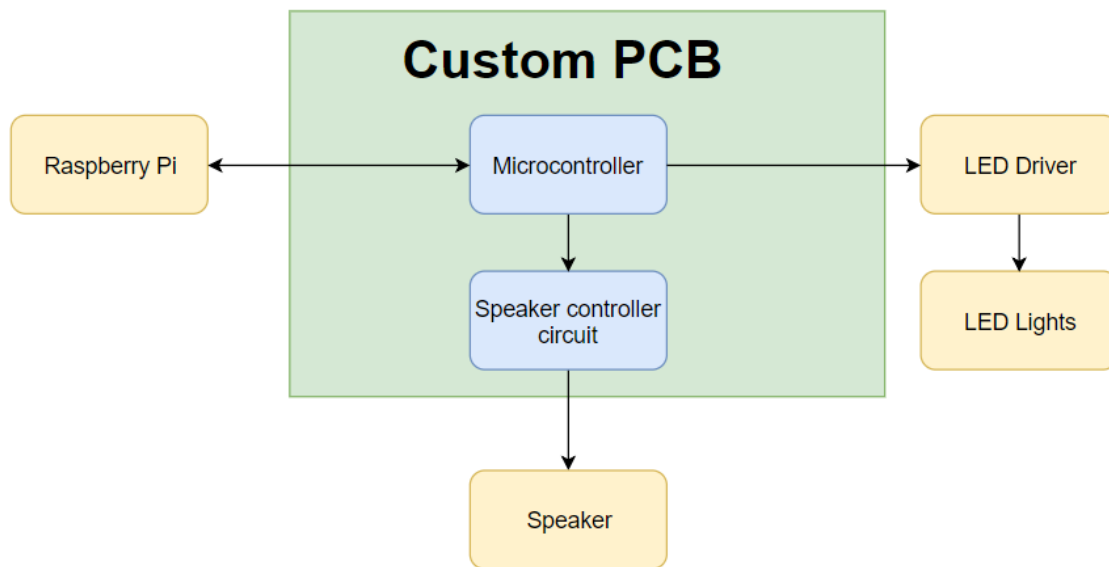 Custom PCB
Raspberry Pi
Microcontroller
LED Driver
Speaker controller
circuit
LED Lights
Speaker